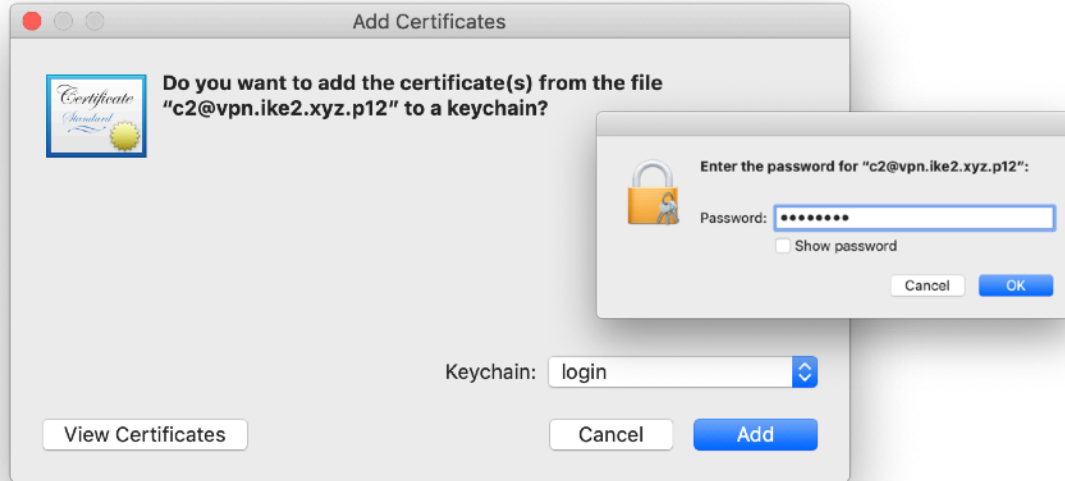 Add Certificates
Certificate
Standard
Do you want to add the certificate(s) from the file
“c2@vpn.ike2.xyz.p12” to a keychain?
Enter the password for “c2@vpn.ike2.xyz.p12”:
Password: ••••••••
Show password
Cancel OK
Keychain: login
View Certificates Cancel Add